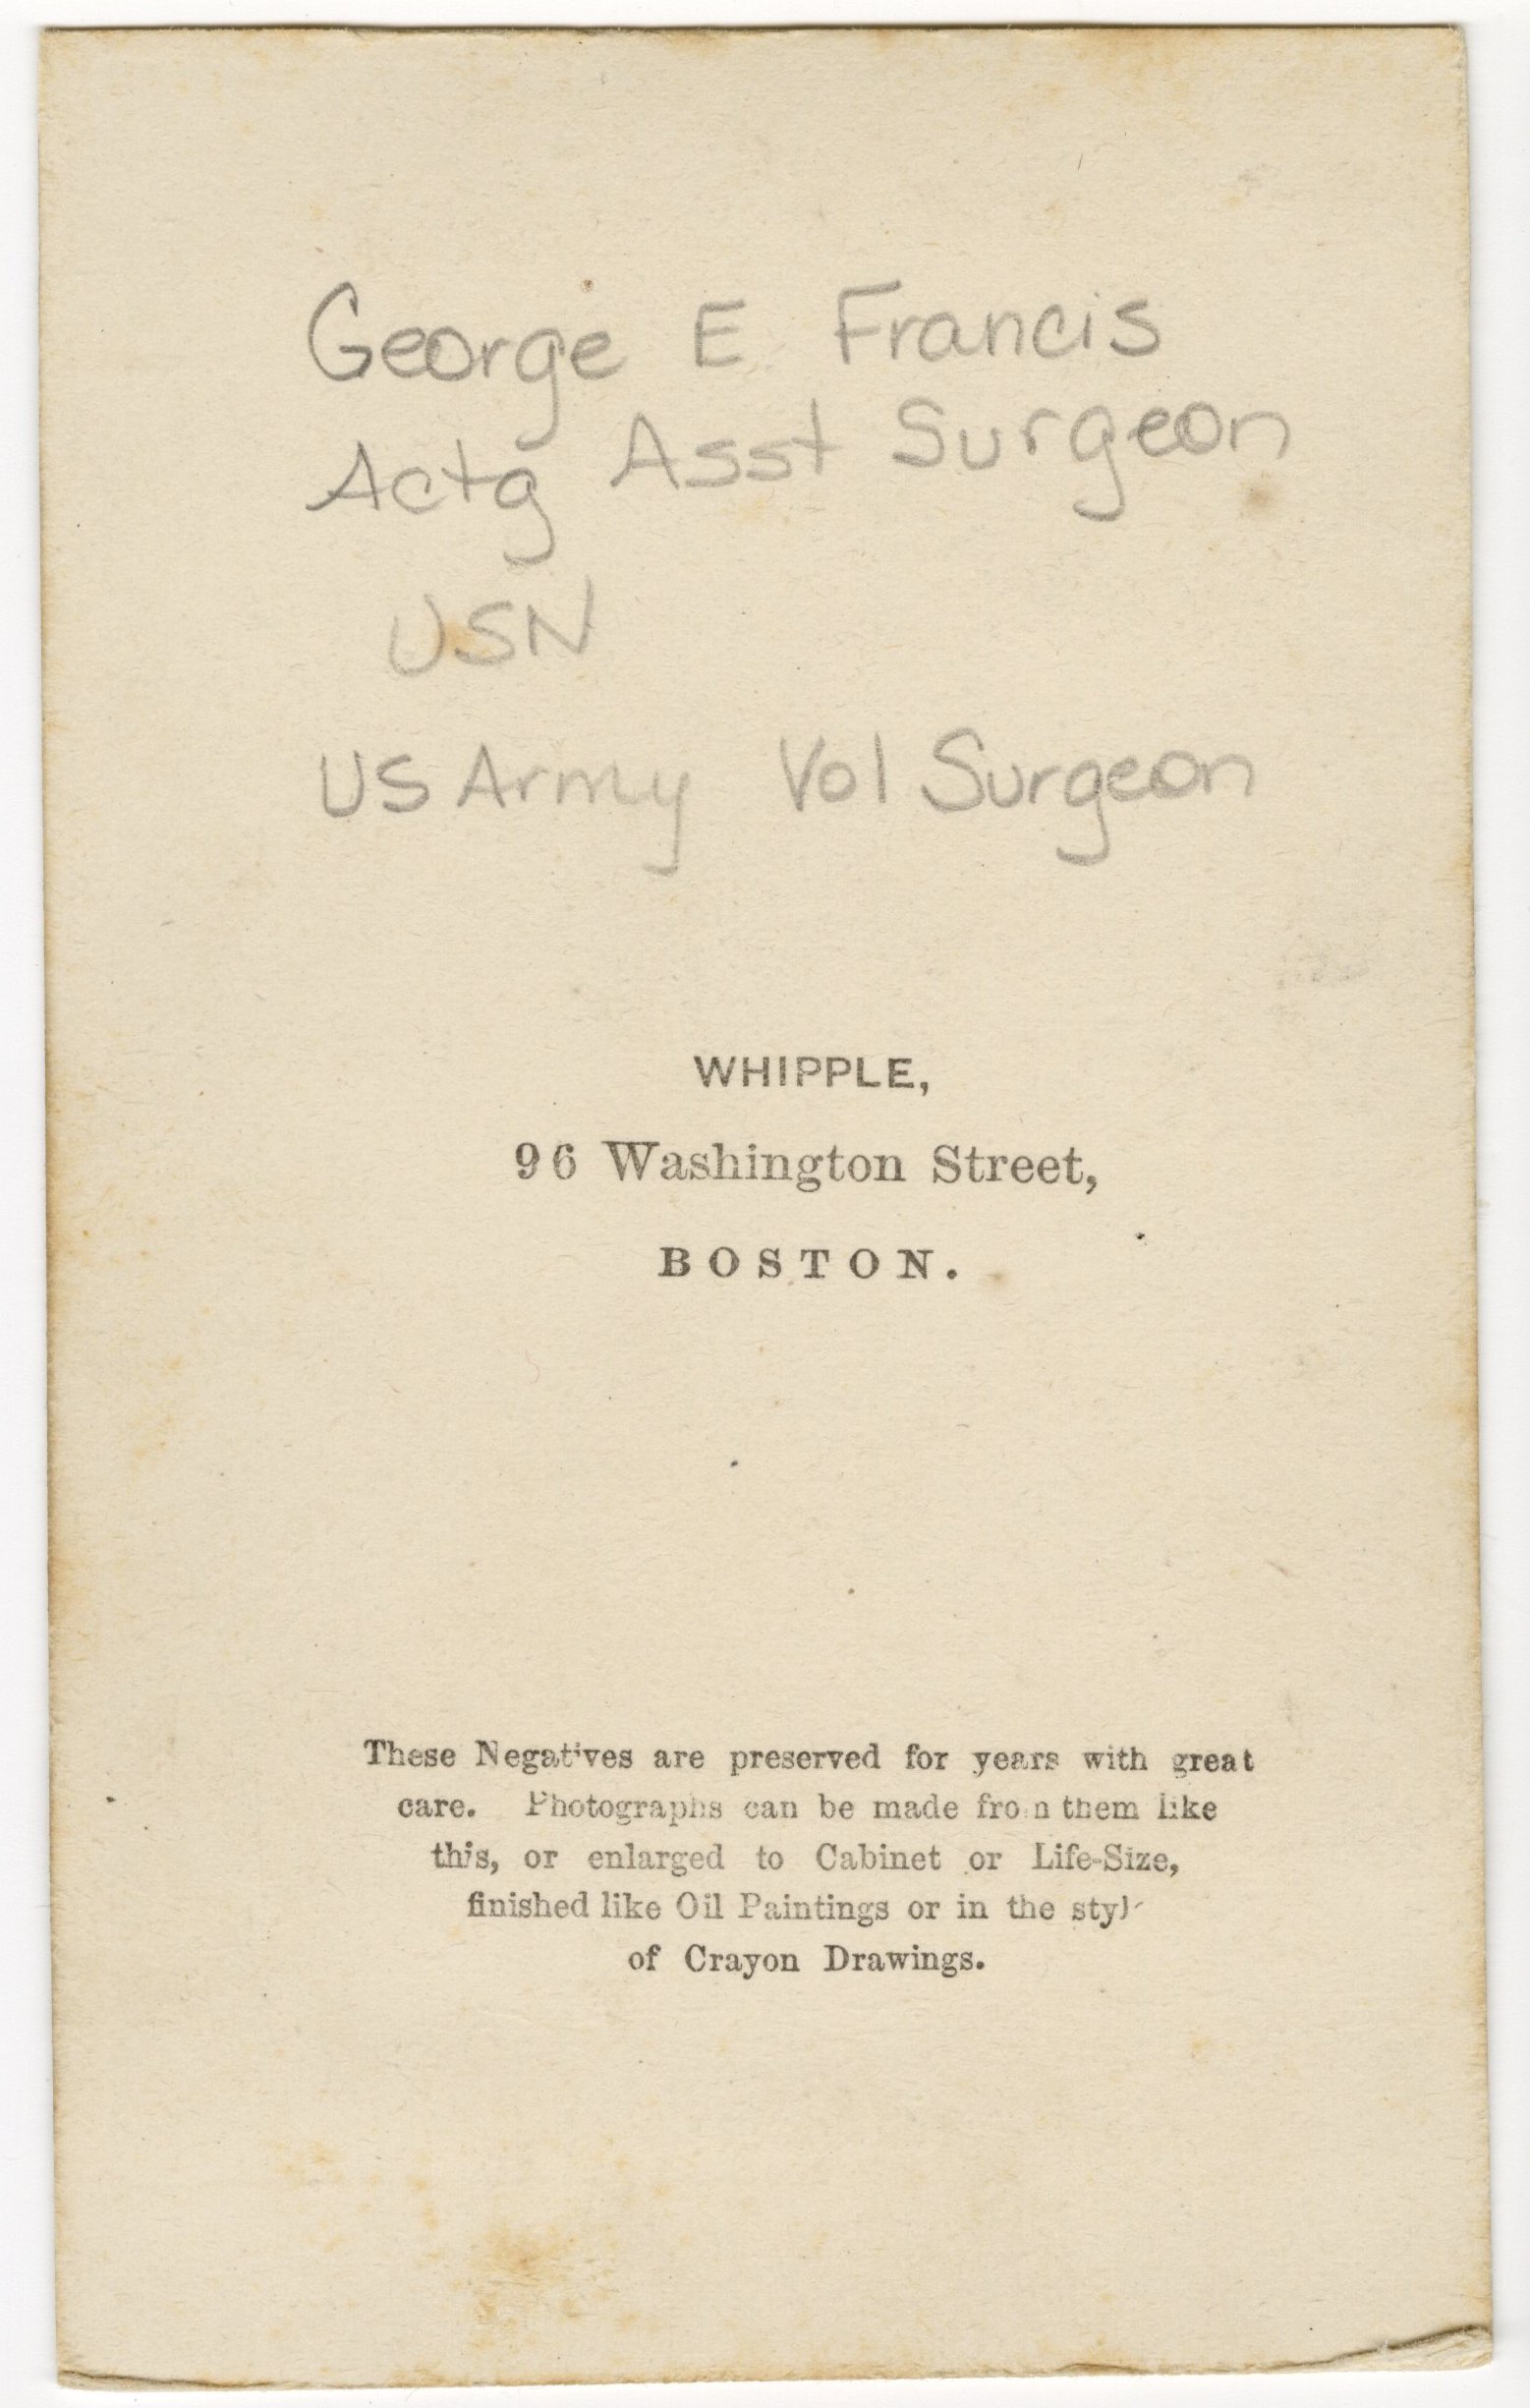 George E Francis
Actg Asst Surgeon
USN
US Army Vol Surgeon
WHIPPLE,
96 Washington Street,
BOSTON.
These Negatives are preserved for years with great
care. Photographs can be made from them like
this, or enlarged to Cabinet or Life-Size,
finished like Oil Paintings or in the style
of Crayon Drawings.